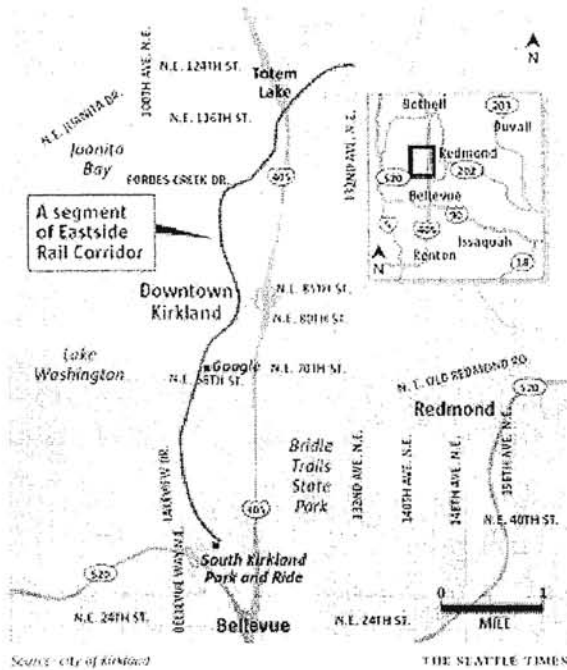 N
N.E. 124TH ST.
100TH AVE. N.E.
Totem
Lake
N.E. JUANITA DR.
N.E. 116TH ST.
Juanita
Bay
FORBES CREEK DR.
405
132ND AVE. N.E.
Bothell
203
Duvall
Redmond
202
520
Bellevue
90
5
405
Issaquah
N
Renton
18
A segment
of Eastside
Rail Corridor
Downtown
Kirkland
N.E. 85TH ST.
N.E. 80TH ST.
Lake
Washington
Google
N.E. 70TH ST.
N.E. 68TH ST.
N.E. OLD REDMOND RD.
520
Redmond
Bridle
Trails
State
Park
132ND AVE. N.E.
140TH AVE. N.E.
148TH AVE. N.E.
156TH AVE. N.E.
LAKEVIEW DR.
405
N.E. 40TH ST.
South Kirkland
Park and Ride
520
BELLEVUE WAY N.E.
N.E. 24TH ST.
Bellevue
N.E. 24TH ST.
0 1
MILE
Source: city of Kirkland
THE SEATTLE TIMES